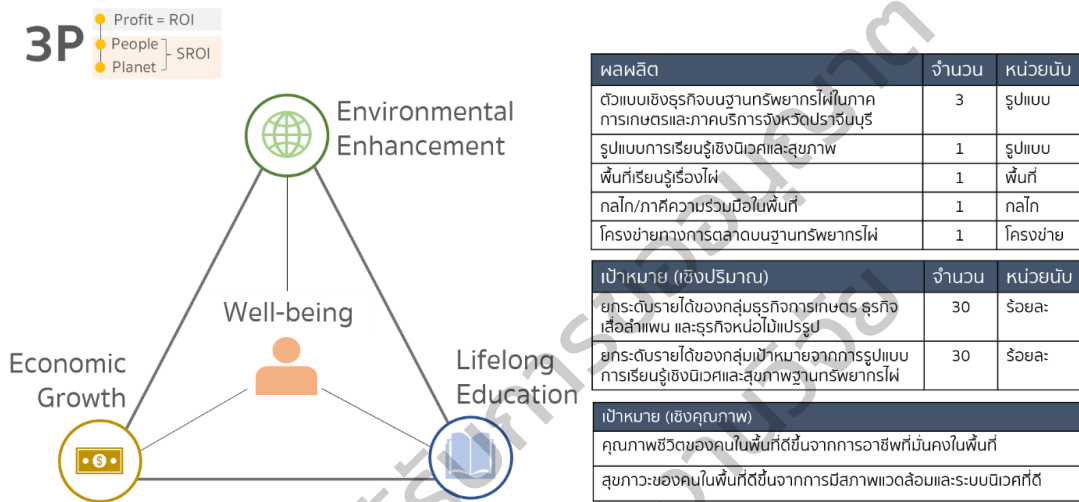 3P
Profit = ROI
People
Planet
SROI
Environmental
Enhancement
Well-being
Economic
Growth
Lifelong
Education
ผลผลิต จำนวน หน่วยนับ
ตัวแบบเชิงธุรกิจบนฐานทรัพยากรไผ่ในภาค
การเกษตรและภาคบริการจังหวัดปราจีนบุรี 3 รูปแบบ
รูปแบบการเรียนรู้เชิงนิเวศและสุขภาพ 1 รูปแบบ
พื้นที่เรียนรู้เรื่องไผ่ 1 พื้นที่
กลไก/ภาคีความร่วมมือในพื้นที่ 1 กลไก
โครงข่ายทางการตลาดบนฐานทรัพยากรไผ่ 1 โครงข่าย
เป้าหมาย (เชิงปริมาณ) จำนวน หน่วยนับ
ยกระดับรายได้ของกลุ่มธุรกิจการเกษตร ธุรกิจ
เสื่อลำแพน และธุรกิจหน่อไม้แปรรูป 30 ร้อยละ
ยกระดับรายได้ของกลุ่มเป้าหมายจากการรูปแบบ
การเรียนรู้เชิงนิเวศและสุขภาพฐานทรัพยากรไผ่ 30 ร้อยละ
เป้าหมาย (เชิงคุณภาพ)
คุณภาพชีวิตของคนในพื้นที่ดีขึ้นจากการอาชีพที่มั่นคงในพื้นที่
สุขภาวะของคนในพื้นที่ดีขึ้นจากการมีสภาพแวดล้อมและระบบนิเวศที่ดี